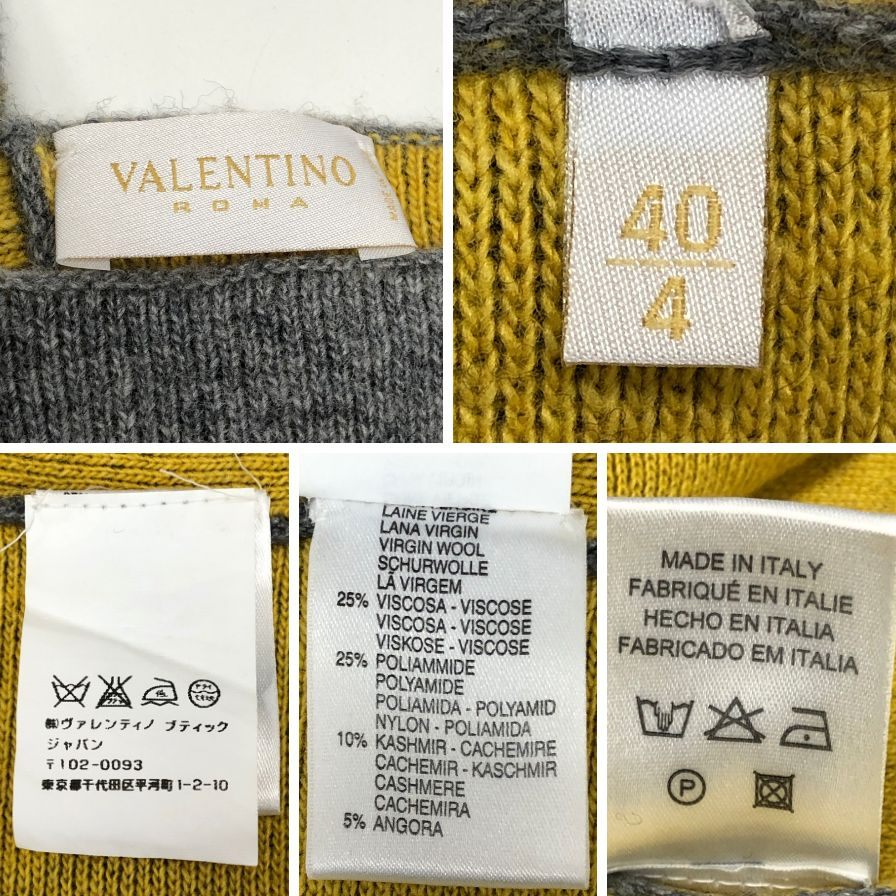 VALENTINO
ROMA
40
4
㈱ヴァレンティノ ブティック
ジャパン
〒102-0093
東京都千代田区平河町1-2-10
LAINE VIERGE
LANA VIRGIN
VIRGIN WOOL
SCHURWOLLE
LÃ VIRGEM
25% VISCOSA - VISCOSE
VISCOSA - VISCOSE
VISKOSE - VISCOSE
25% POLIAMMIDE
POLYAMIDE
POLIAMIDA - POLYAMID
NYLON - POLIAMIDA
10% KASHMIR - CACHEMIRE
CACHEMIR - KASCHMIR
CASHMERE
CACHEMIRA
5% ANGORA
MADE IN ITALY
FABRIQUÉ EN ITALIE
HECHO EN ITALIA
FABRICADO EM ITALIA
P